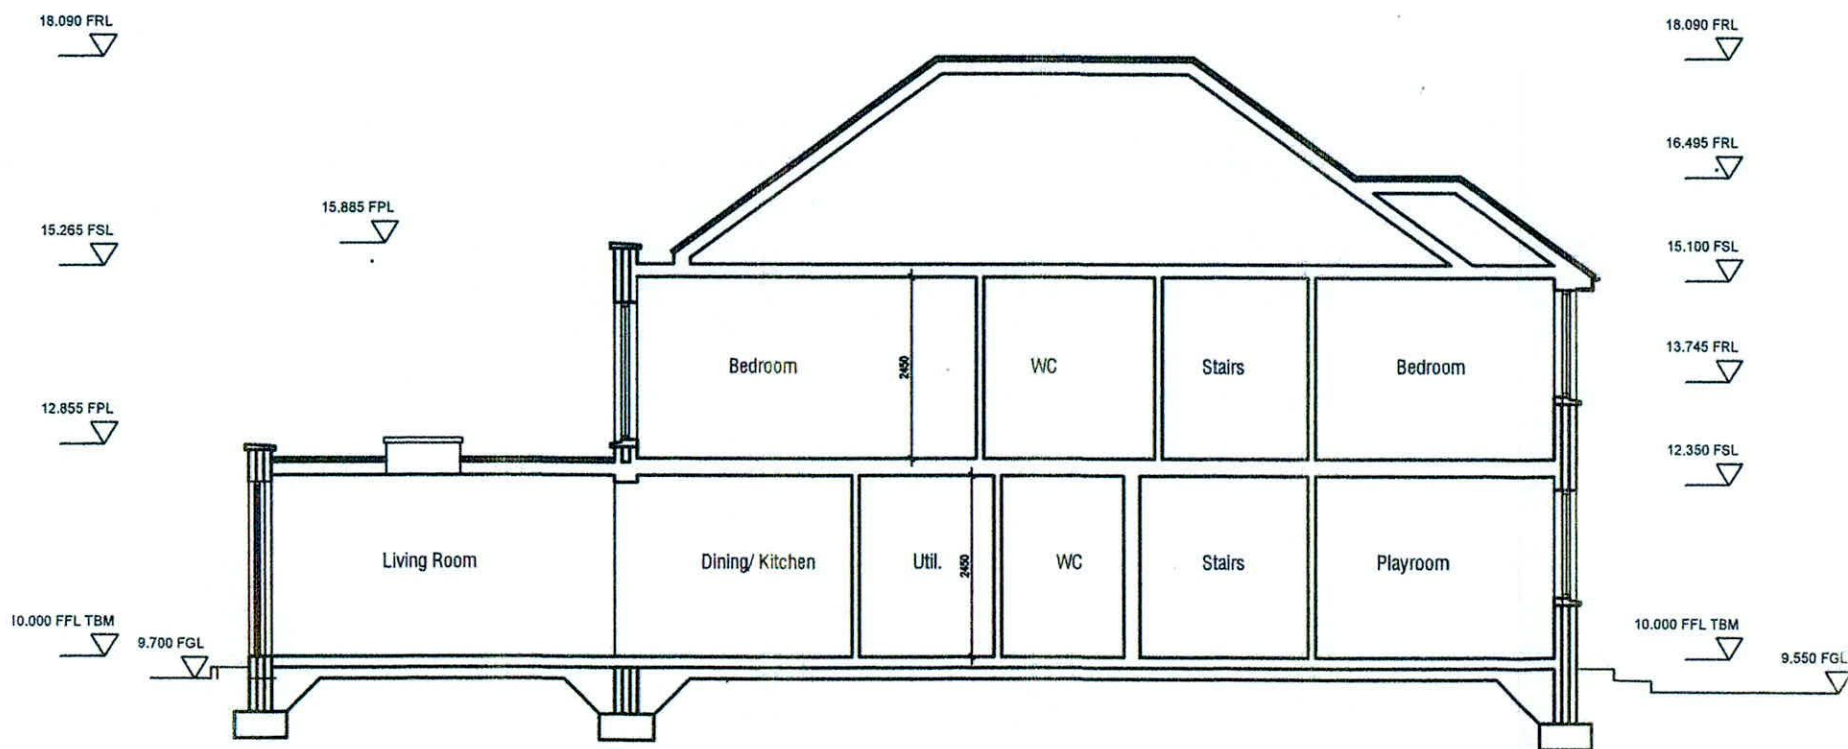 18.090 FRL
18.090 FRL
16.495 FRL
15.885 FPL
15.265 FSL
15.100 FSL
Bedroom
2450
WC
Stairs
Bedroom
13.745 FRL
12.855 FPL
12.350 FSL
Living Room
Dining/ Kitchen
Util.
2450
WC
Stairs
Playroom
10.000 FFL TBM
9.700 FGL
10.000 FFL TBM
9.550 FGL